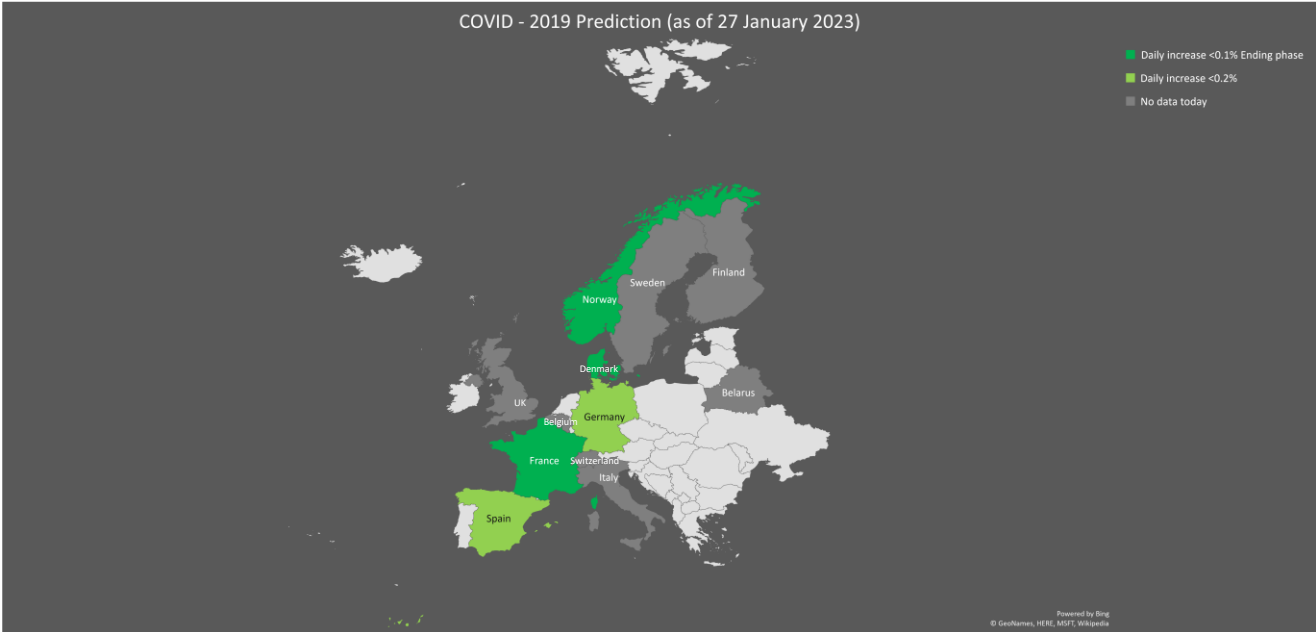 COVID - 2019 Prediction (as of 27 January 2023)
Daily increase <0.1% Ending phase
Daily increase <0.2%
No data today
Finland
Sweden
Norway
Denmark
Belarus
UK
Germany
Belgium
France
Switzerland
Italy
Spain
Powered by Bing
© GeoNames, HERE, MSFT, Wikipedia